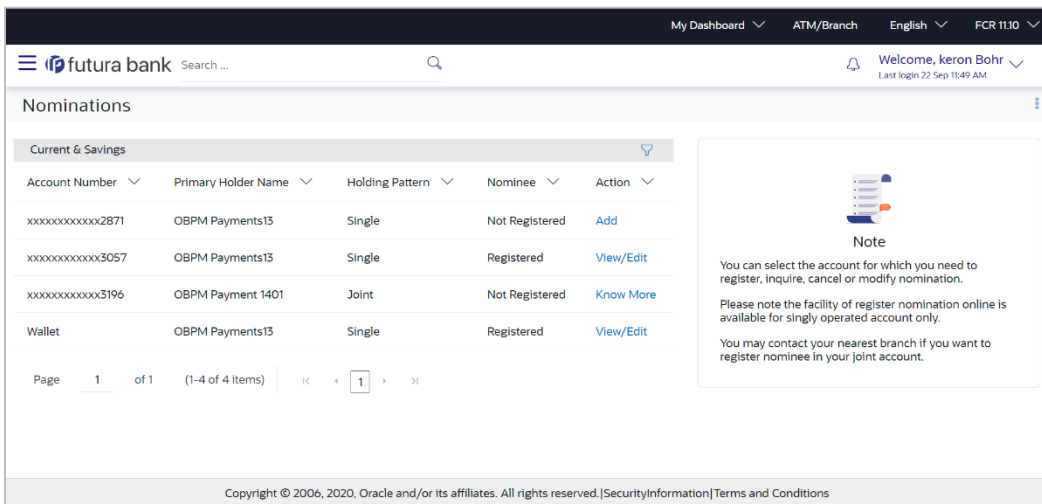 My Dashboard ATM/Branch English FCR 11.10
futura bank Search ... Welcome, keron Bohr
Last login 22 Sep 11:49 AM
Nominations
Current & Savings
Account Number Primary Holder Name Holding Pattern Nominee Action
xxxxxxxxxxxx2871 OBPM Payments13 Single Not Registered Add
xxxxxxxxxxxx3057 OBPM Payments13 Single Registered View/Edit
xxxxxxxxxxxx3196 OBPM Payment 1401 Joint Not Registered Know More
Wallet OBPM Payments13 Single Registered View/Edit
Page 1 of 1 (1-4 of 4 items) 1
Note
You can select the account for which you need to
register, inquire, cancel or modify nomination.
Please note the facility of register nomination online is
available for singly operated account only.
You may contact your nearest branch if you want to
register nominee in your joint account.
Copyright © 2006, 2020, Oracle and/or its affiliates. All rights reserved.|SecurityInformation|Terms and Conditions